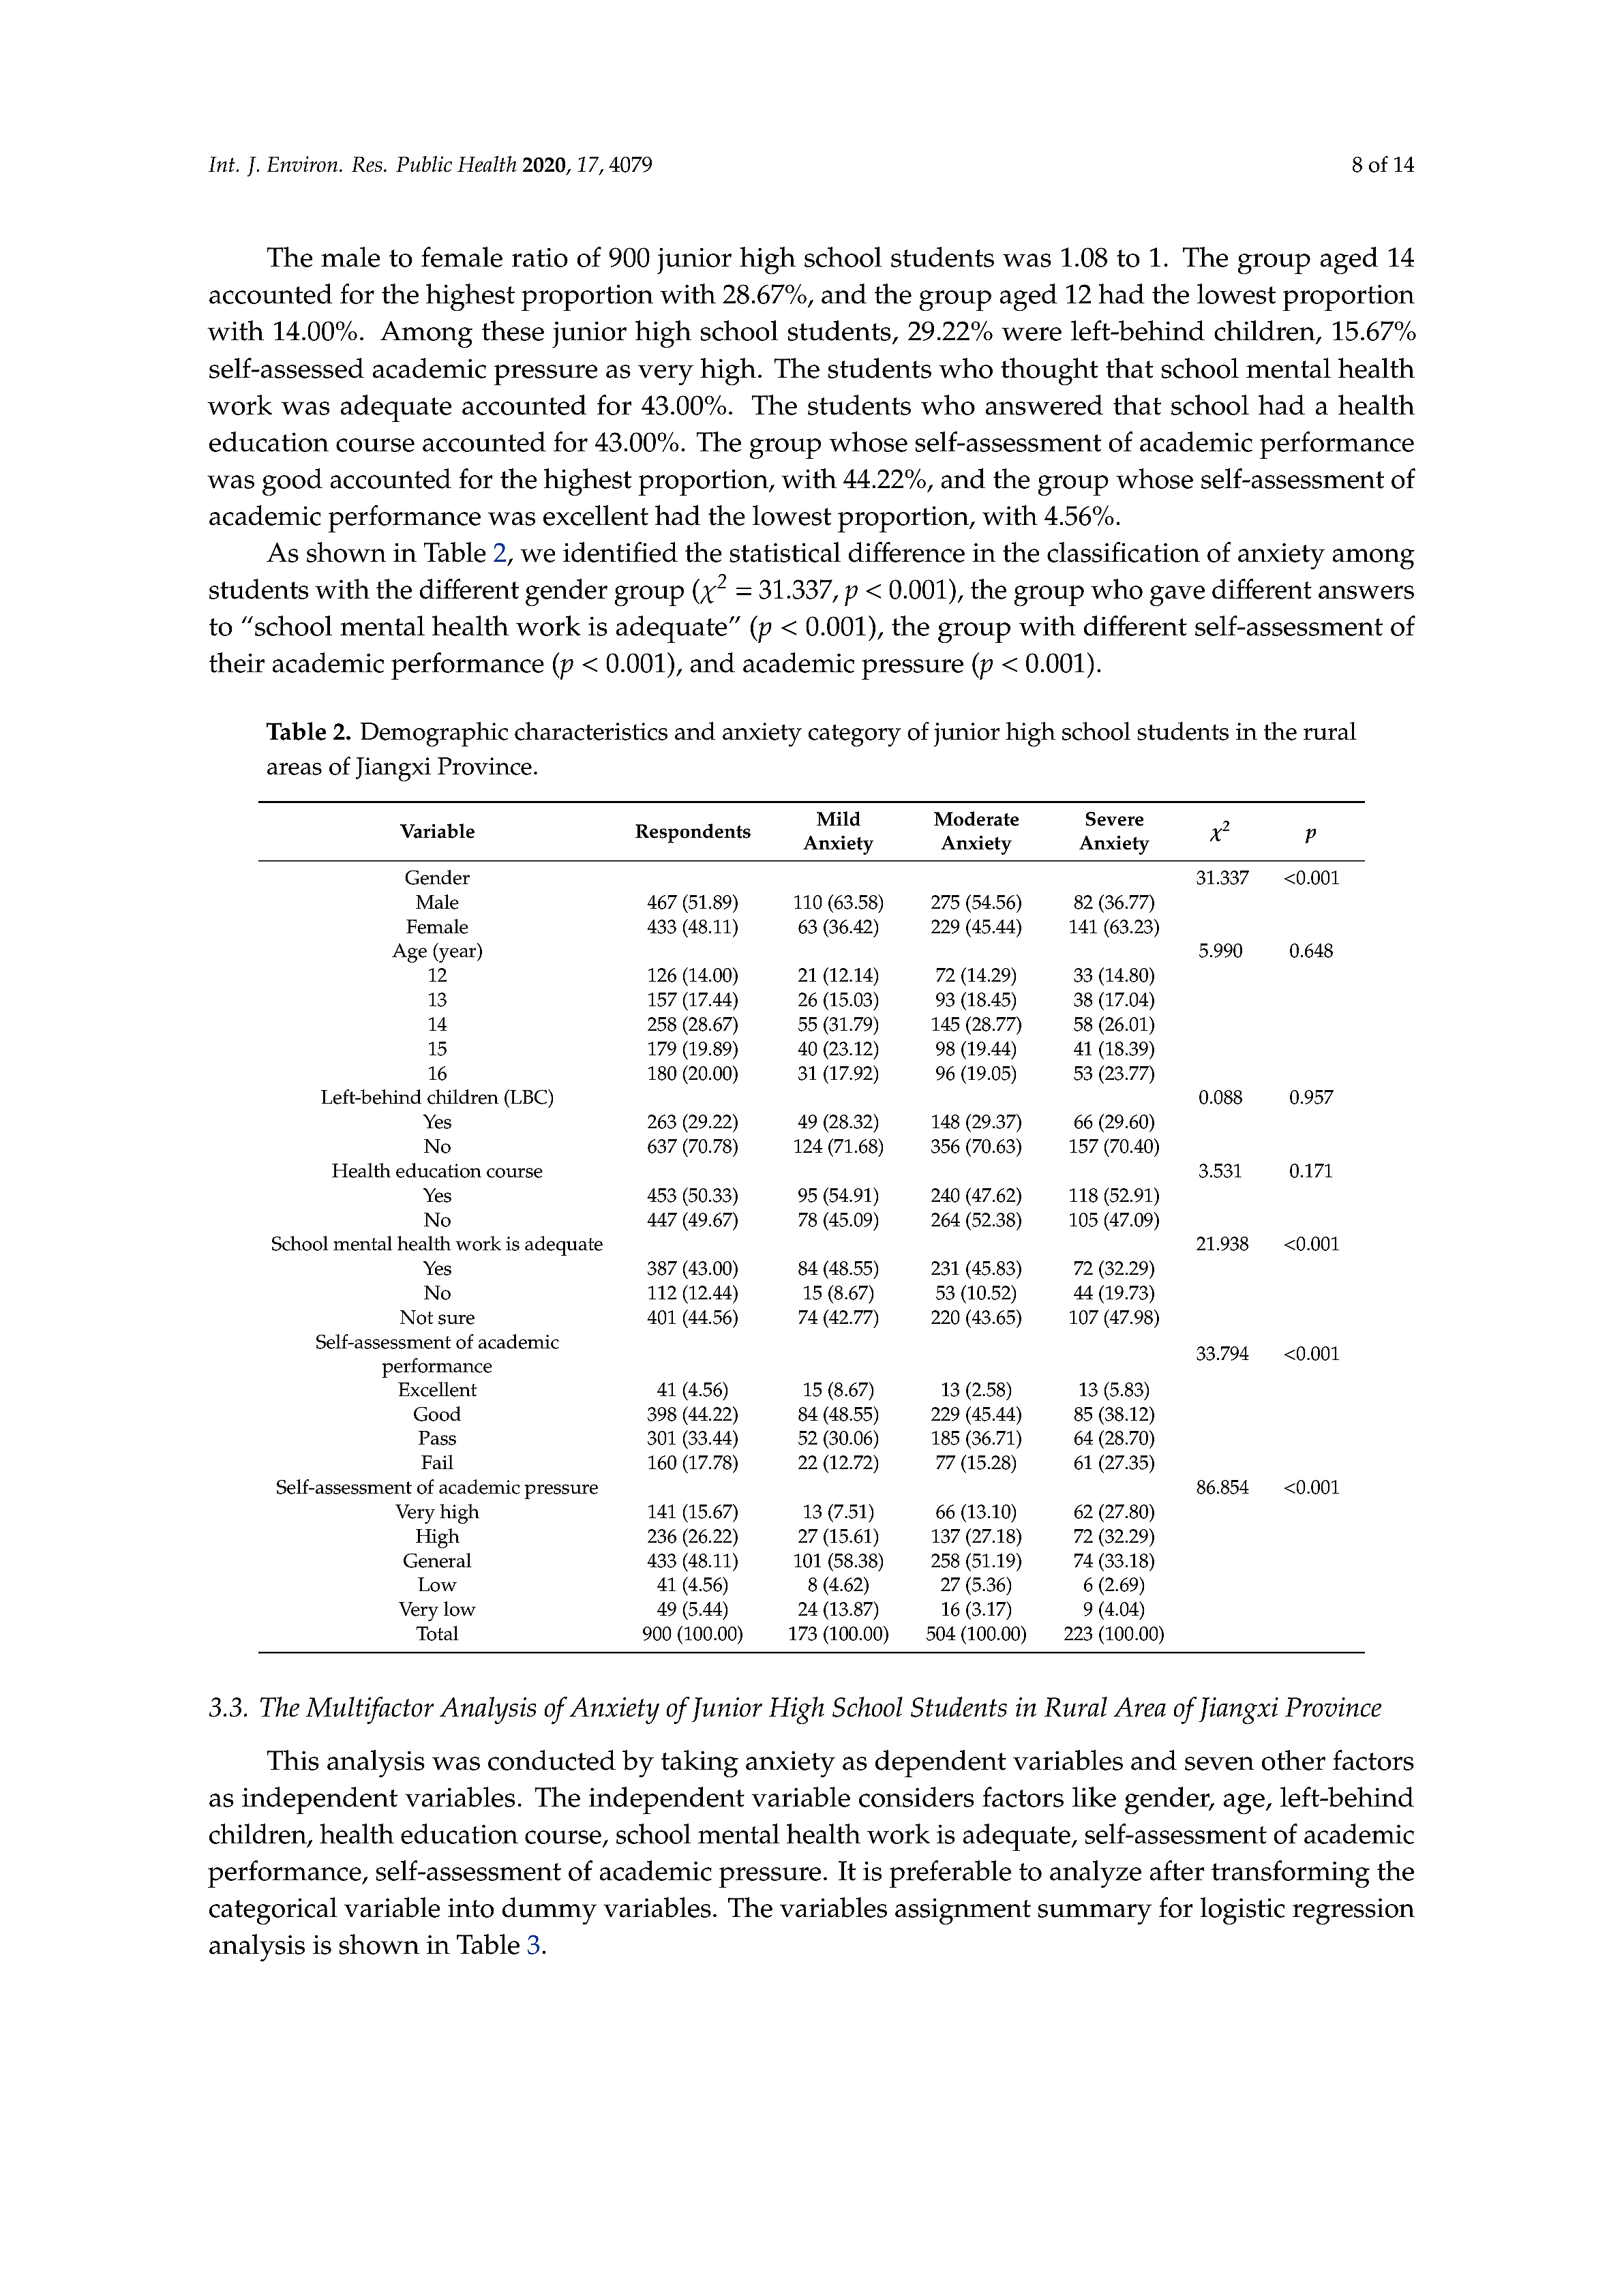 Int. J. Environ. Res. Public Health 2020, 17, 4079 8 of 14
The male to female ratio of 900 junior high school students was 1.08 to 1. The group aged 14
accounted for the highest proportion with 28.67%, and the group aged 12 had the lowest proportion
with 14.00%. Among these junior high school students, 29.22% were left-behind children, 15.67%
self-assessed academic pressure as very high. The students who thought that school mental health
work was adequate accounted for 43.00%. The students who answered that school had a health
education course accounted for 43.00%. The group whose self-assessment of academic performance
was good accounted for the highest proportion, with 44.22%, and the group whose self-assessment of
academic performance was excellent had the lowest proportion, with 4.56%.
As shown in Table 2, we identified the statistical difference in the classification of anxiety among
students with the different gender group (χ² = 31.337, p < 0.001), the group who gave different answers
to "school mental health work is adequate" (p < 0.001), the group with different self-assessment of
their academic performance (p < 0.001), and academic pressure (p < 0.001).
Table 2. Demographic characteristics and anxiety category of junior high school students in the rural
areas of Jiangxi Province.
Variable Respondents Mild Anxiety Moderate Anxiety Severe Anxiety χ² p
Gender 31.337 <0.001
Male 467 (51.89) 110 (63.58) 275 (54.56) 82 (36.77)
Female 433 (48.11) 63 (36.42) 229 (45.44) 141 (63.23)
Age (year) 5.990 0.648
12 126 (14.00) 21 (12.14) 72 (14.29) 33 (14.80)
13 157 (17.44) 26 (15.03) 93 (18.45) 38 (17.04)
14 258 (28.67) 55 (31.79) 145 (28.77) 58 (26.01)
15 179 (19.89) 40 (23.12) 98 (19.44) 41 (18.39)
16 180 (20.00) 31 (17.92) 96 (19.05) 53 (23.77)
Left-behind children (LBC) 0.088 0.957
Yes 263 (29.22) 49 (28.32) 148 (29.37) 66 (29.60)
No 637 (70.78) 124 (71.68) 356 (70.63) 157 (70.40)
Health education course 3.531 0.171
Yes 453 (50.33) 95 (54.91) 240 (47.62) 118 (52.91)
No 447 (49.67) 78 (45.09) 264 (52.38) 105 (47.09)
School mental health work is adequate 21.938 <0.001
Yes 387 (43.00) 84 (48.55) 231 (45.83) 72 (32.29)
No 112 (12.44) 15 (8.67) 53 (10.52) 44 (19.73)
Not sure 401 (44.56) 74 (42.77) 220 (43.65) 107 (47.98)
Self-assessment of academic
performance 33.794 <0.001
Excellent 41 (4.56) 15 (8.67) 13 (2.58) 13 (5.83)
Good 398 (44.22) 84 (48.55) 229 (45.44) 85 (38.12)
Pass 301 (33.44) 52 (30.06) 185 (36.71) 64 (28.70)
Fail 160 (17.78) 22 (12.72) 77 (15.28) 61 (27.35)
Self-assessment of academic pressure 86.854 <0.001
Very high 141 (15.67) 13 (7.51) 66 (13.10) 62 (27.80)
High 236 (26.22) 27 (15.61) 137 (27.18) 72 (32.29)
General 433 (48.11) 101 (58.38) 258 (51.19) 74 (33.18)
Low 41 (4.56) 8 (4.62) 27 (5.36) 6 (2.69)
Very low 49 (5.44) 24 (13.87) 16 (3.17) 9 (4.04)
Total 900 (100.00) 173 (100.00) 504 (100.00) 223 (100.00)
3.3. The Multifactor Analysis of Anxiety of Junior High School Students in Rural Area of Jiangxi Province
This analysis was conducted by taking anxiety as dependent variables and seven other factors
as independent variables. The independent variable considers factors like gender, age, left-behind
children, health education course, school mental health work is adequate, self-assessment of academic
performance, self-assessment of academic pressure. It is preferable to analyze after transforming the
categorical variable into dummy variables. The variables assignment summary for logistic regression
analysis is shown in Table 3.